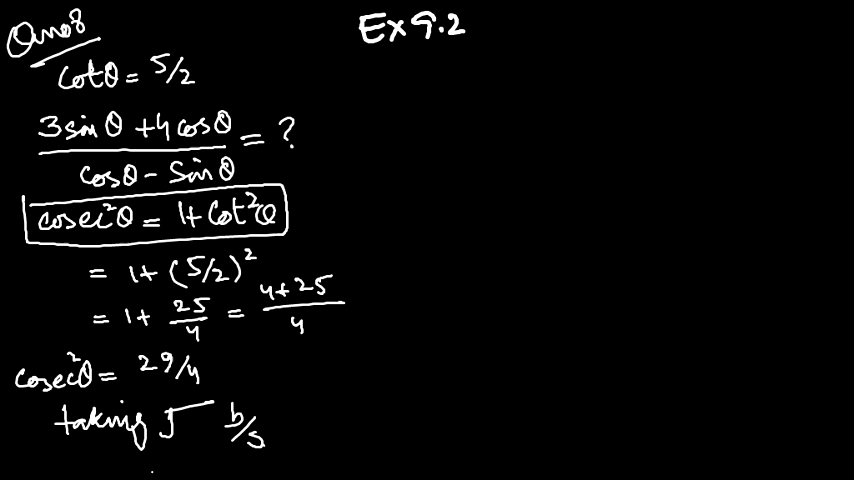 Qno8
Ex 9.2
cotθ = 5/2
3sinθ + 4cosθ / cosθ - sinθ = ?
cosec²θ = 1 + cot²θ
= 1 + (5/2)²
= 1 + 25/4 = 4+25/4
cosec²θ = 29/4
taking √ b/s